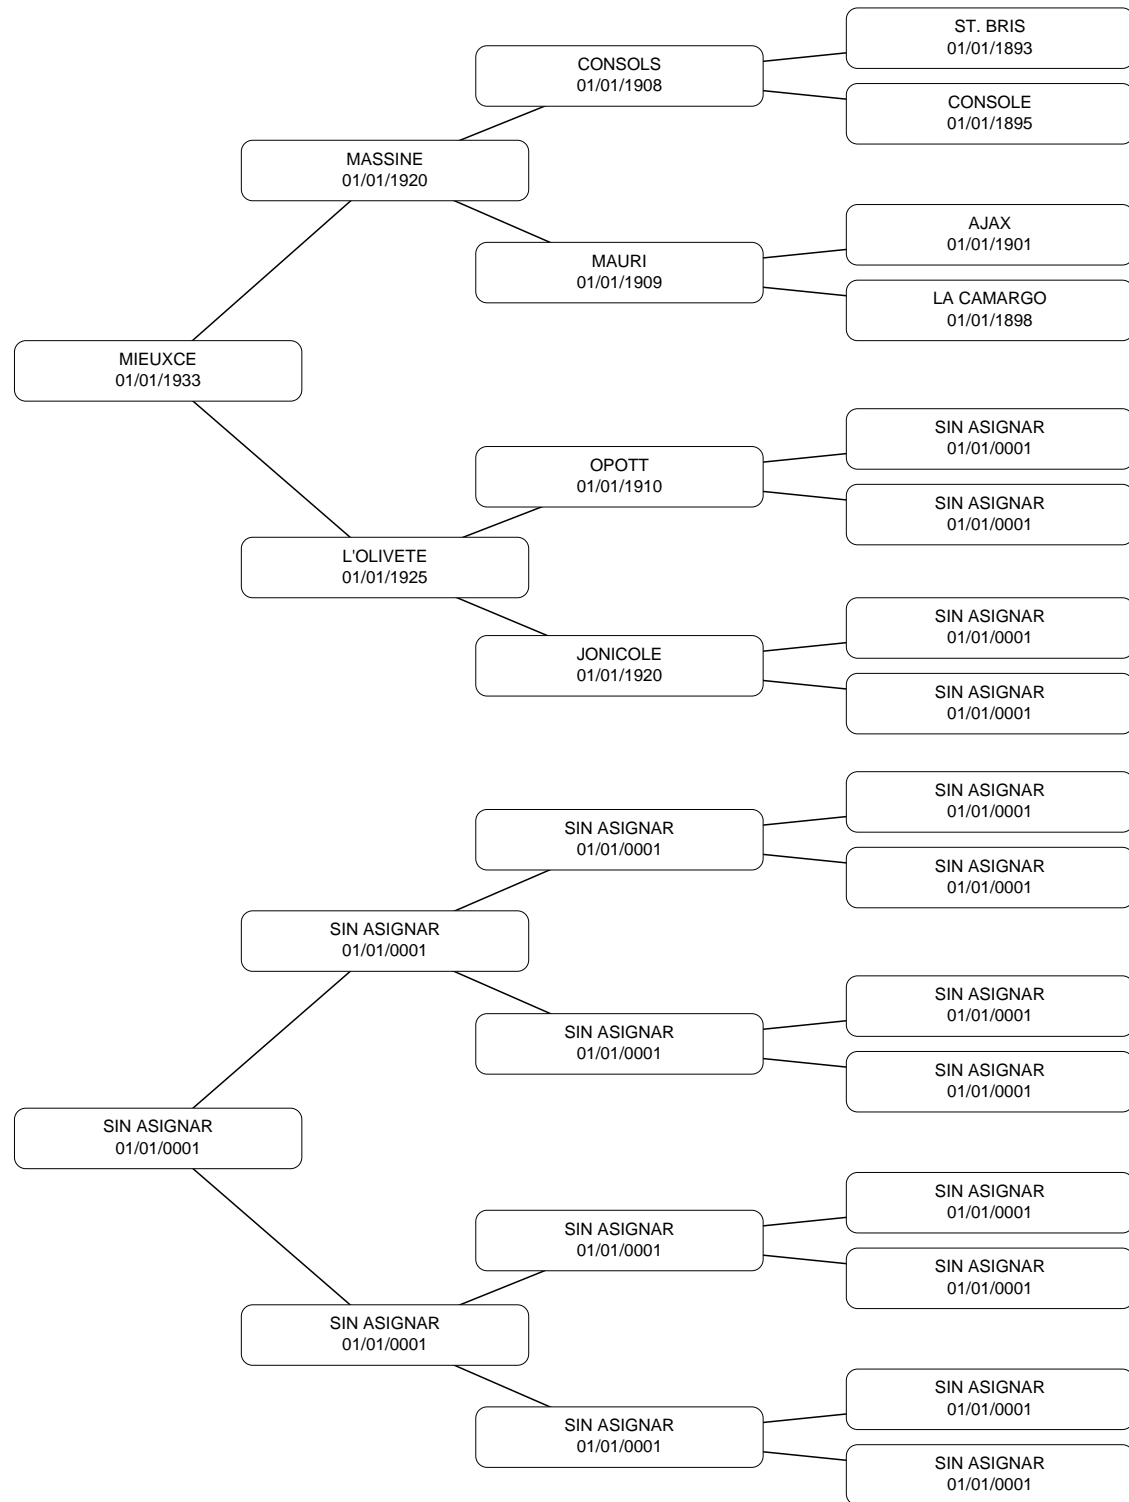 ST. BRIS
01/01/1893
CONSOLS
01/01/1908
CONSOLE
01/01/1895
MASSINE
01/01/1920
AJAX
01/01/1901
MAURI
01/01/1909
LA CAMARGO
01/01/1898
MIEUXCE
01/01/1933
SIN ASIGNAR
01/01/0001
OPOTT
01/01/1910
SIN ASIGNAR
01/01/0001
L'OLIVETE
01/01/1925
SIN ASIGNAR
01/01/0001
JONICOLE
01/01/1920
SIN ASIGNAR
01/01/0001
SIN ASIGNAR
01/01/0001
SIN ASIGNAR
01/01/0001
SIN ASIGNAR
01/01/0001
SIN ASIGNAR
01/01/0001
SIN ASIGNAR
01/01/0001
SIN ASIGNAR
01/01/0001
SIN ASIGNAR
01/01/0001
SIN ASIGNAR
01/01/0001
SIN ASIGNAR
01/01/0001
SIN ASIGNAR
01/01/0001
SIN ASIGNAR
01/01/0001
SIN ASIGNAR
01/01/0001
SIN ASIGNAR
01/01/0001
SIN ASIGNAR
01/01/0001
SIN ASIGNAR
01/01/0001